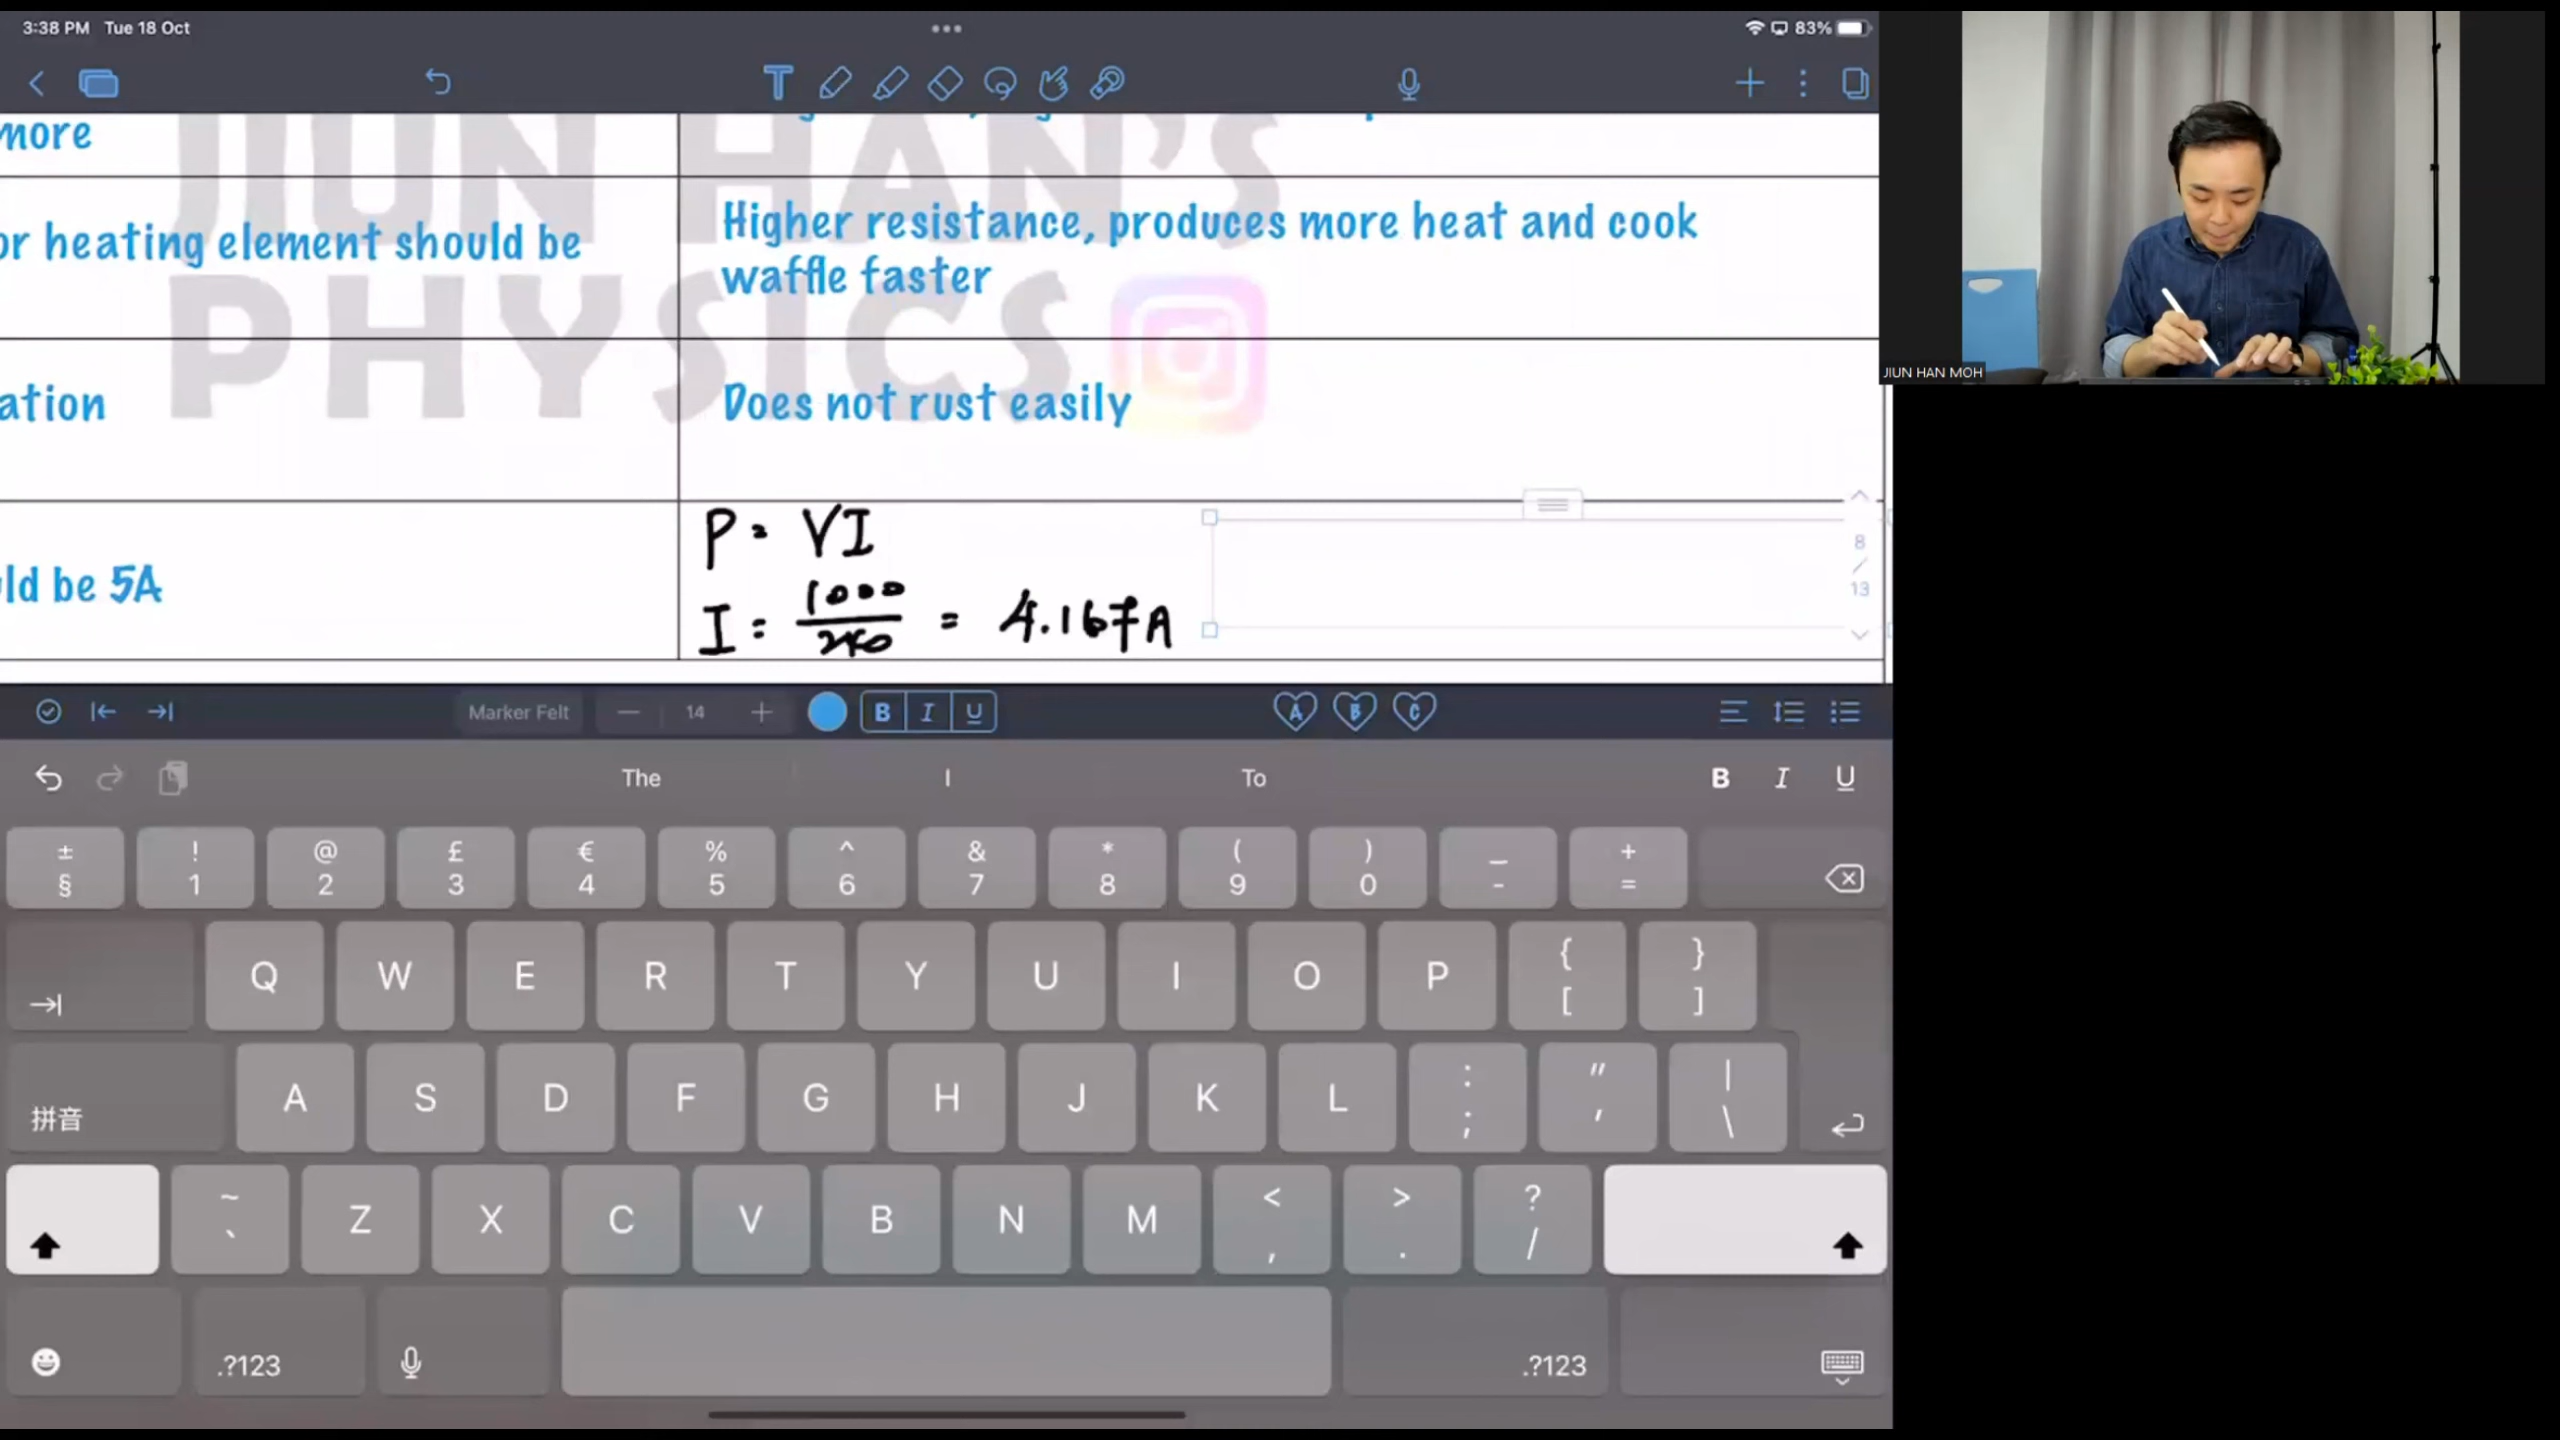 3:38 PM Tue 18 Oct
83%
JIUN HAN'S
PHYSICS
more
or heating element should be
Higher resistance, produces more heat and cook
waffle faster
ation
Does not rust easily
ld be 5A
P = VI
I = 1000/240 = 4.167A
8
/
13
JIUN HAN MOH
Marker Felt
14
B I U
A B C
The
I
To
B I U
± ! @ £ € % ^ & * ( ) _ +
§ 1 2 3 4 5 6 7 8 9 0 - =
Q W E R T Y U I O P { }
[ ]
拼音 A S D F G H J K L : " |
; ' \
~ Z X C V B N M < > ?
` , . /
.?123
.?123